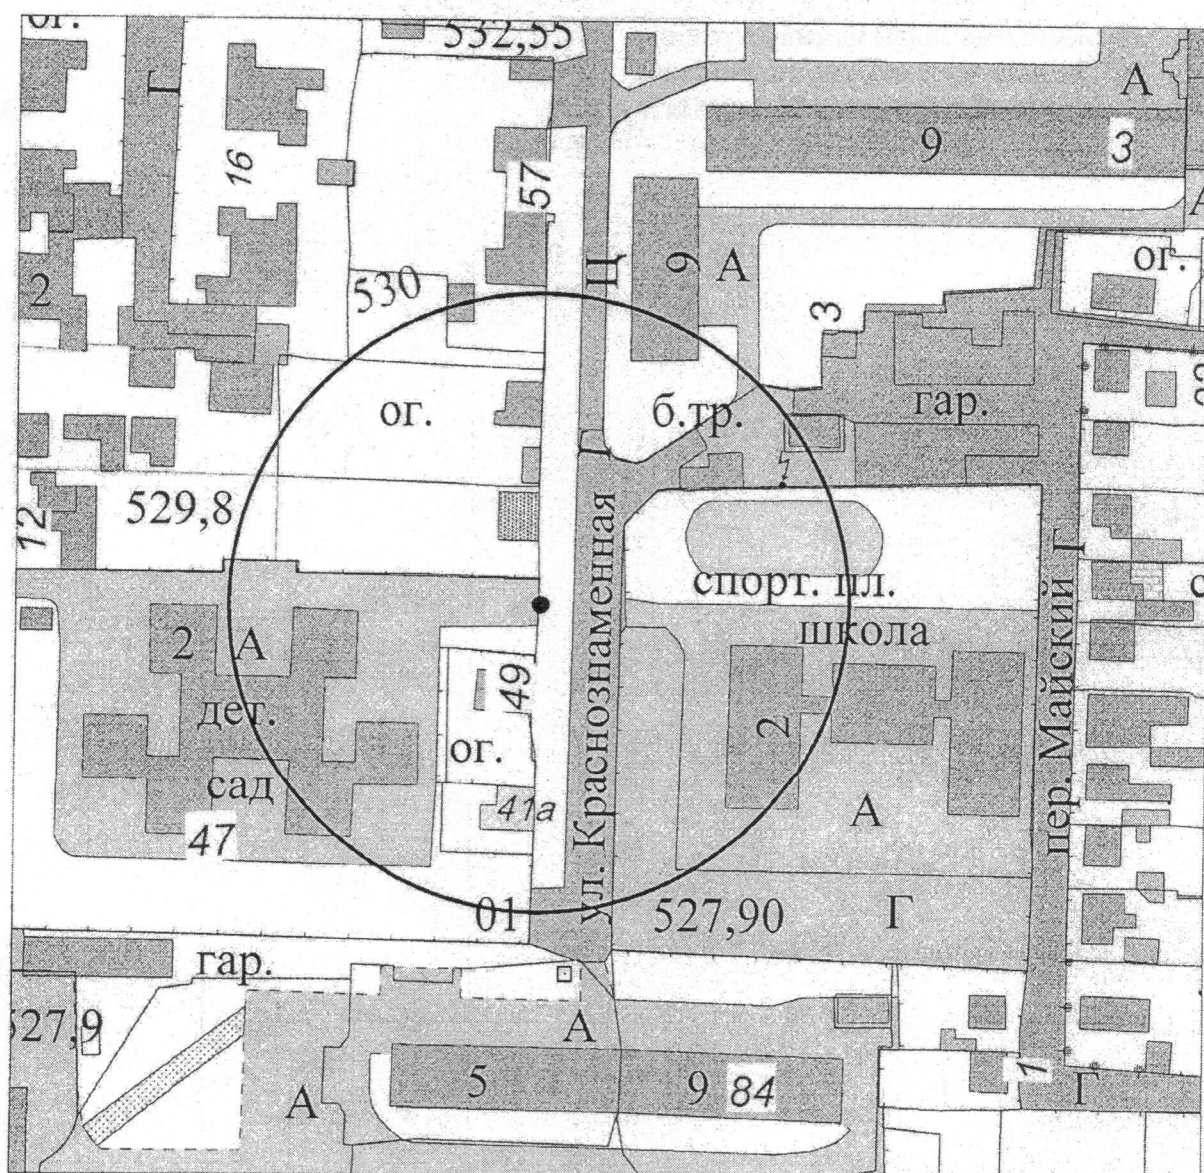 ог.
532,55
Г
А
16
57
9
3
А
2
530
Ц
9
А
3
ог.
ог.
б.тр.
гар.
529,8
12
ул. Краснознаменная
спорт. пл.
школа
пер. Майский Г
2
А
дет.
сад
47
49
ог.
41а
2
А
01
527,90
Г
гар.
527,9
А
А
5
9
84
1
Г